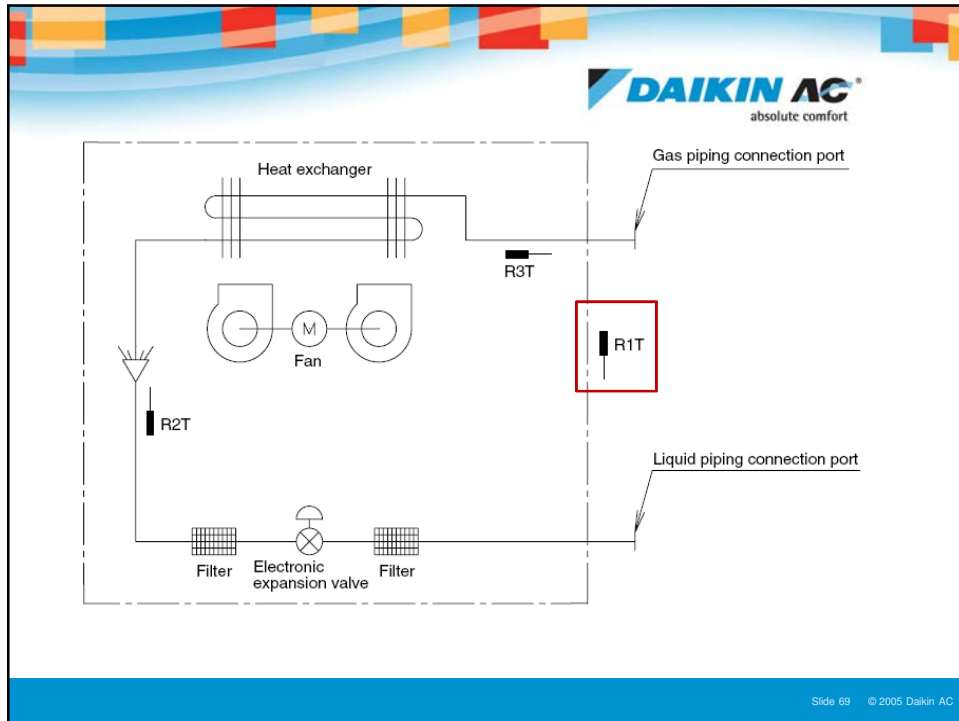 DAIKIN AC®
absolute comfort
Gas piping connection port
Heat exchanger
R3T
M
Fan
R1T
R2T
Liquid piping connection port
Filter
Electronic
expansion valve
Filter
Slide 69 © 2005 Daikin AC